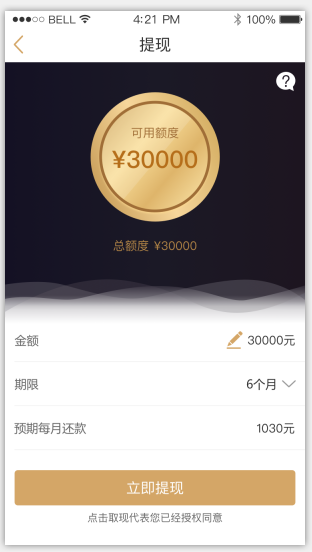 BELL 4:21 PM 100%
提现
?
可用额度
¥30000
总额度 ¥30000
金额 30000元
期限 6个月
预期每月还款 1030元
立即提现
点击取现代表您已经授权同意